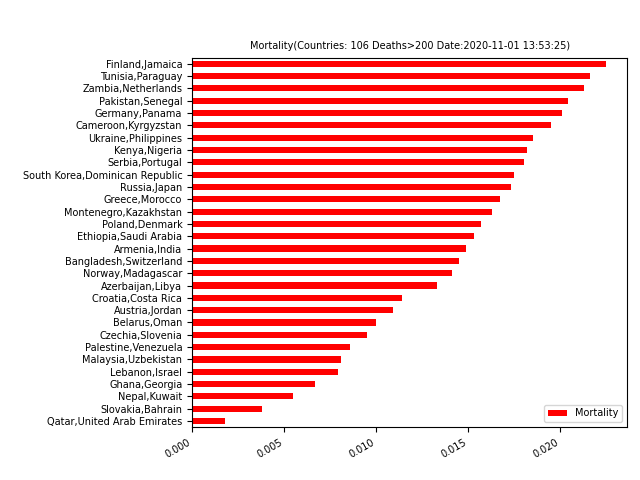 Mortality(Countries: 106 Deaths>200 Date:2020-11-01 13:53:25)
Finland,Jamaica
Tunisia,Paraguay
Zambia,Netherlands
Pakistan,Senegal
Germany,Panama
Cameroon,Kyrgyzstan
Ukraine,Philippines
Kenya,Nigeria
Serbia,Portugal
South Korea,Dominican Republic
Russia,Japan
Greece,Morocco
Montenegro,Kazakhstan
Poland,Denmark
Ethiopia,Saudi Arabia
Armenia,India
Bangladesh,Switzerland
Norway,Madagascar
Azerbaijan,Libya
Croatia,Costa Rica
Austria,Jordan
Belarus,Oman
Czechia,Slovenia
Palestine,Venezuela
Malaysia,Uzbekistan
Lebanon,Israel
Ghana,Georgia
Nepal,Kuwait
Slovakia,Bahrain
Qatar,United Arab Emirates
Mortality
0.000 0.005 0.010 0.015 0.020